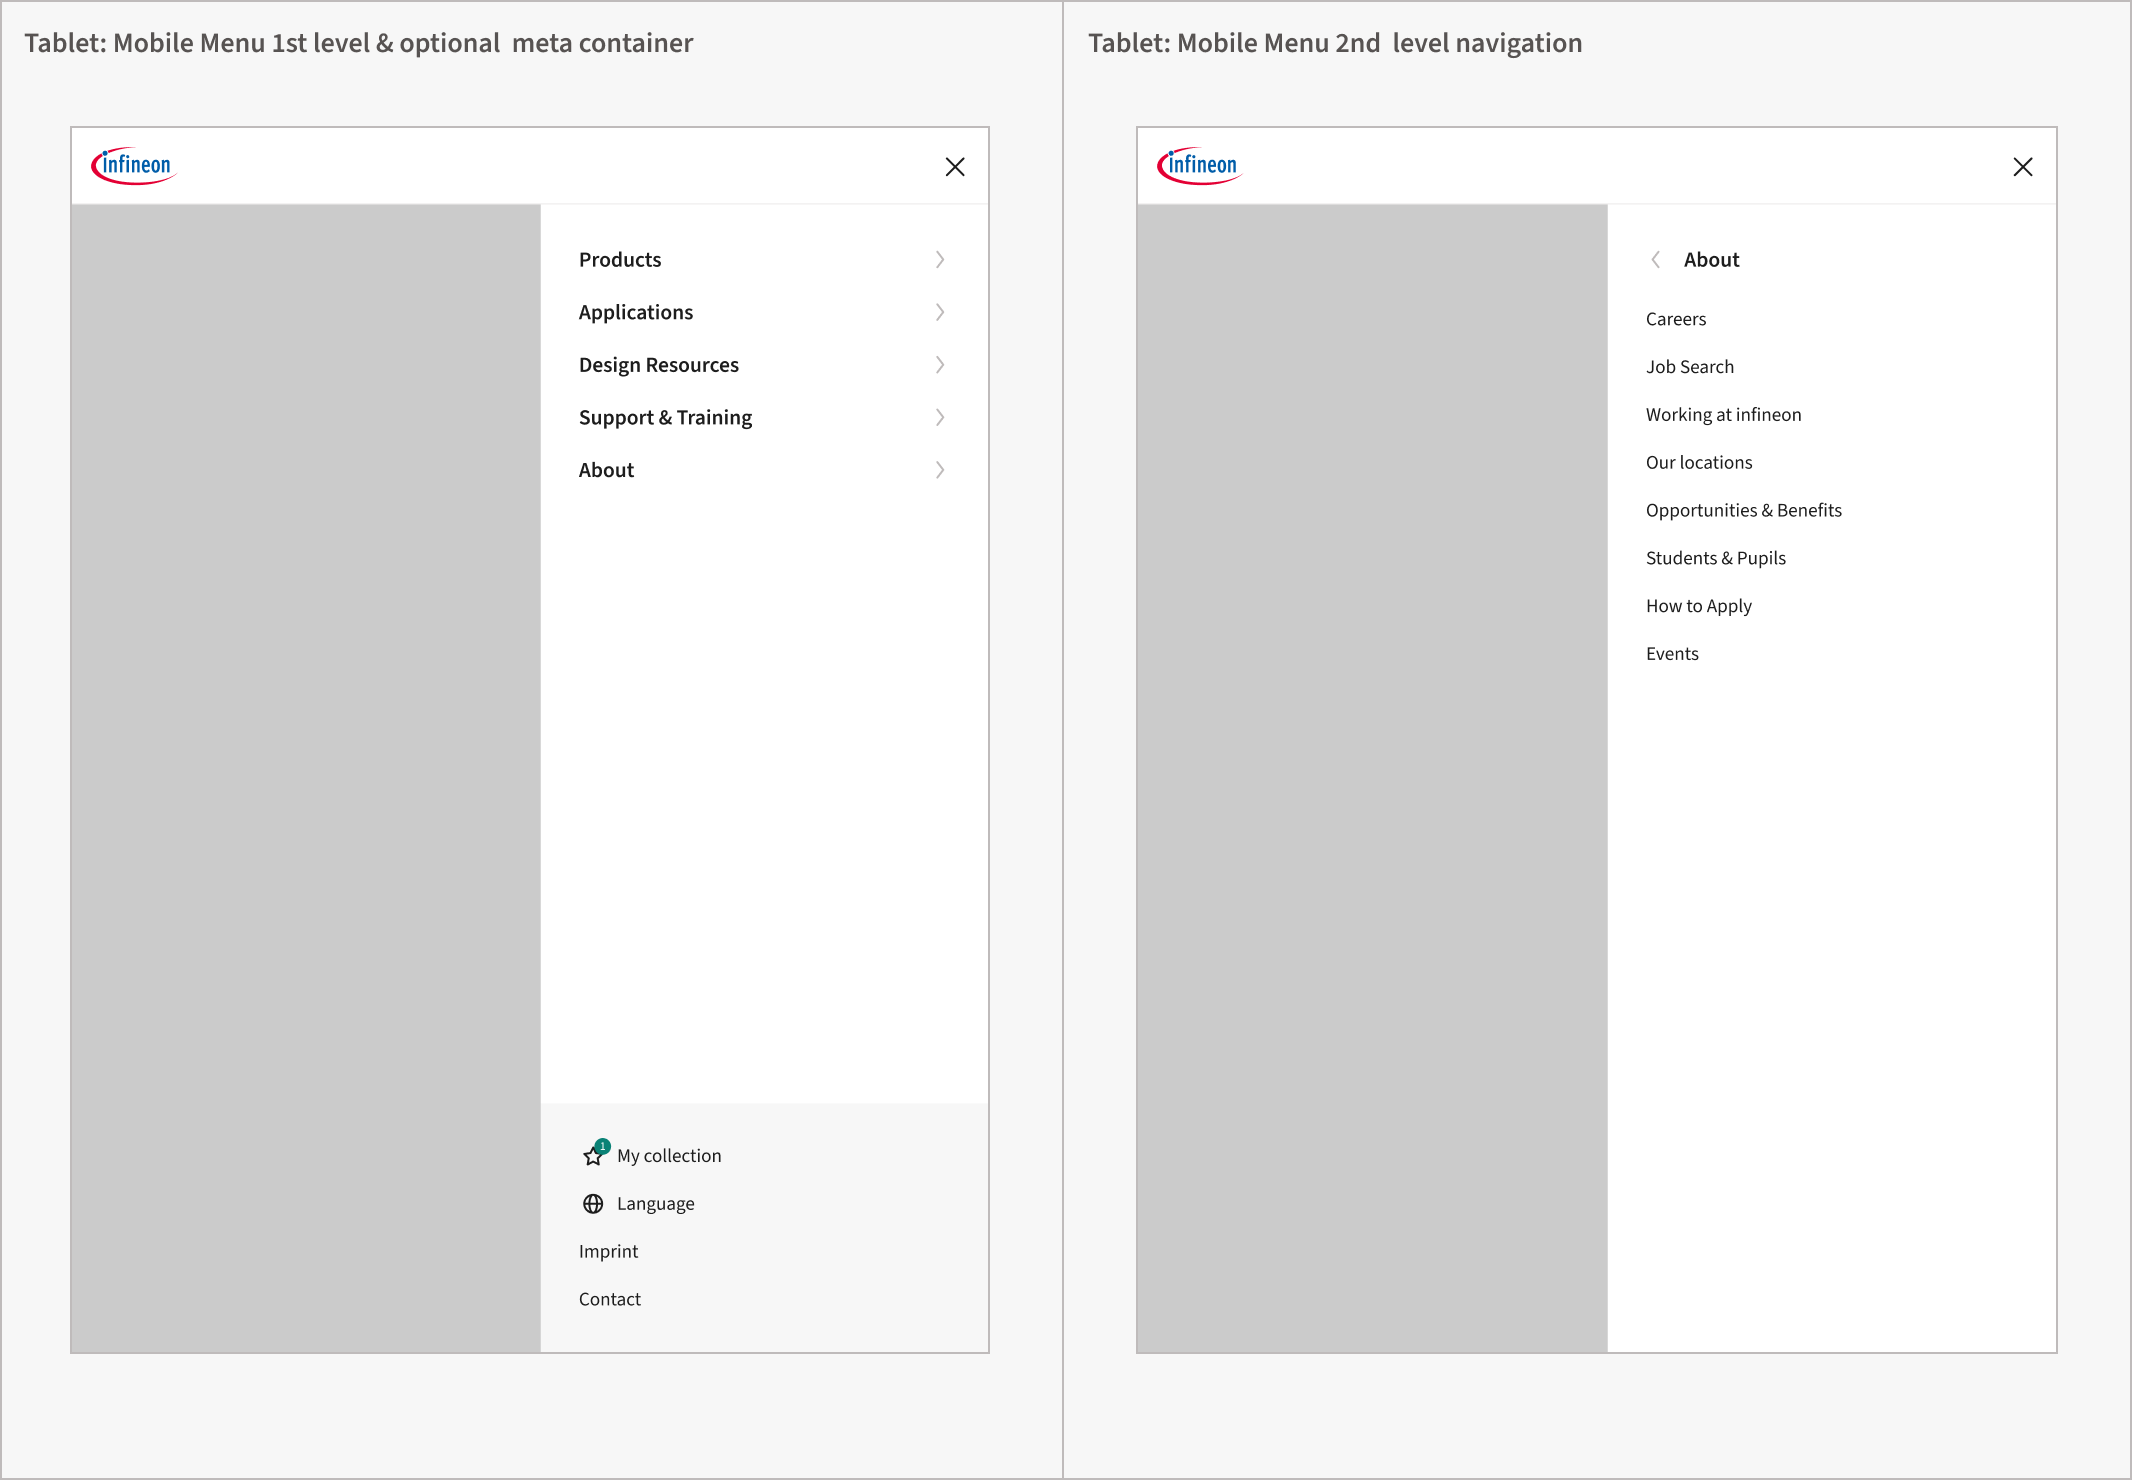 Tablet: Mobile Menu 1st level & optional meta container
infineon
Products
Applications
Design Resources
Support & Training
About
1
My collection
Language
Imprint
Contact
Tablet: Mobile Menu 2nd level navigation
infineon
About
Careers
Job Search
Working at infineon
Our locations
Opportunities & Benefits
Students & Pupils
How to Apply
Events